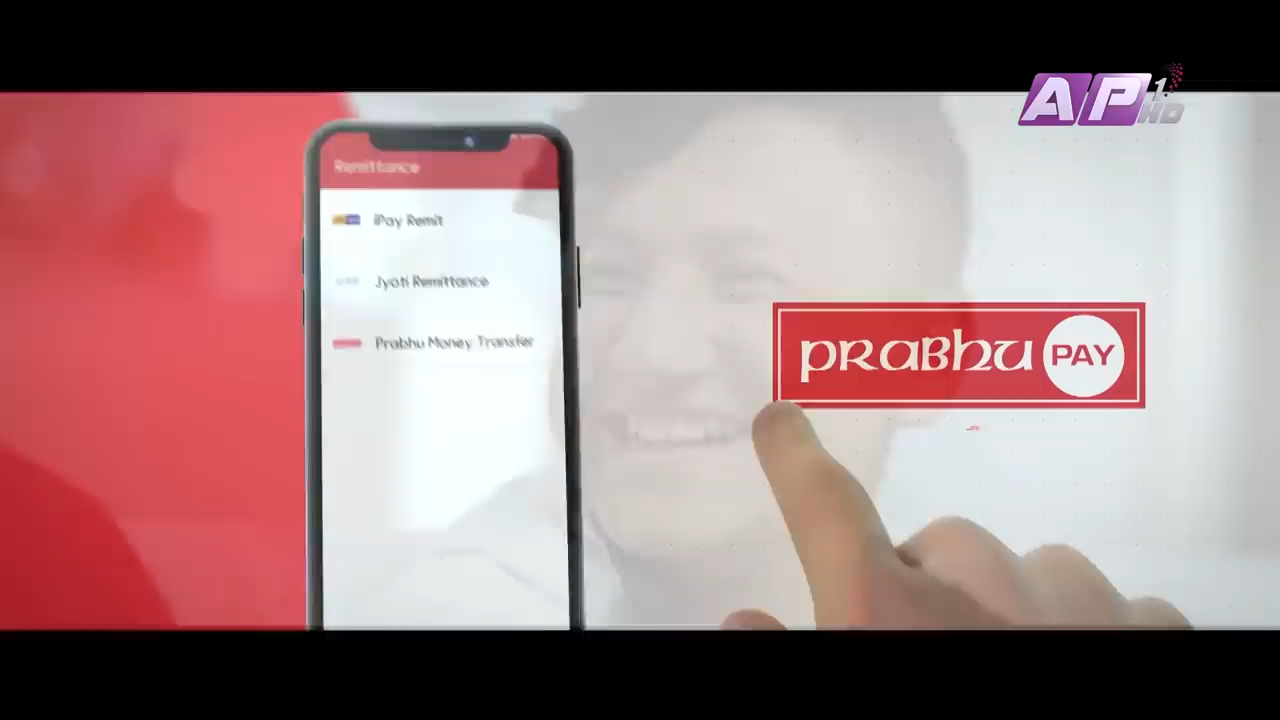 AP1 HD
Remittance
iPay Remit
Jyoti Remittance
Prabhu Money Transfer
PRABHU PAY